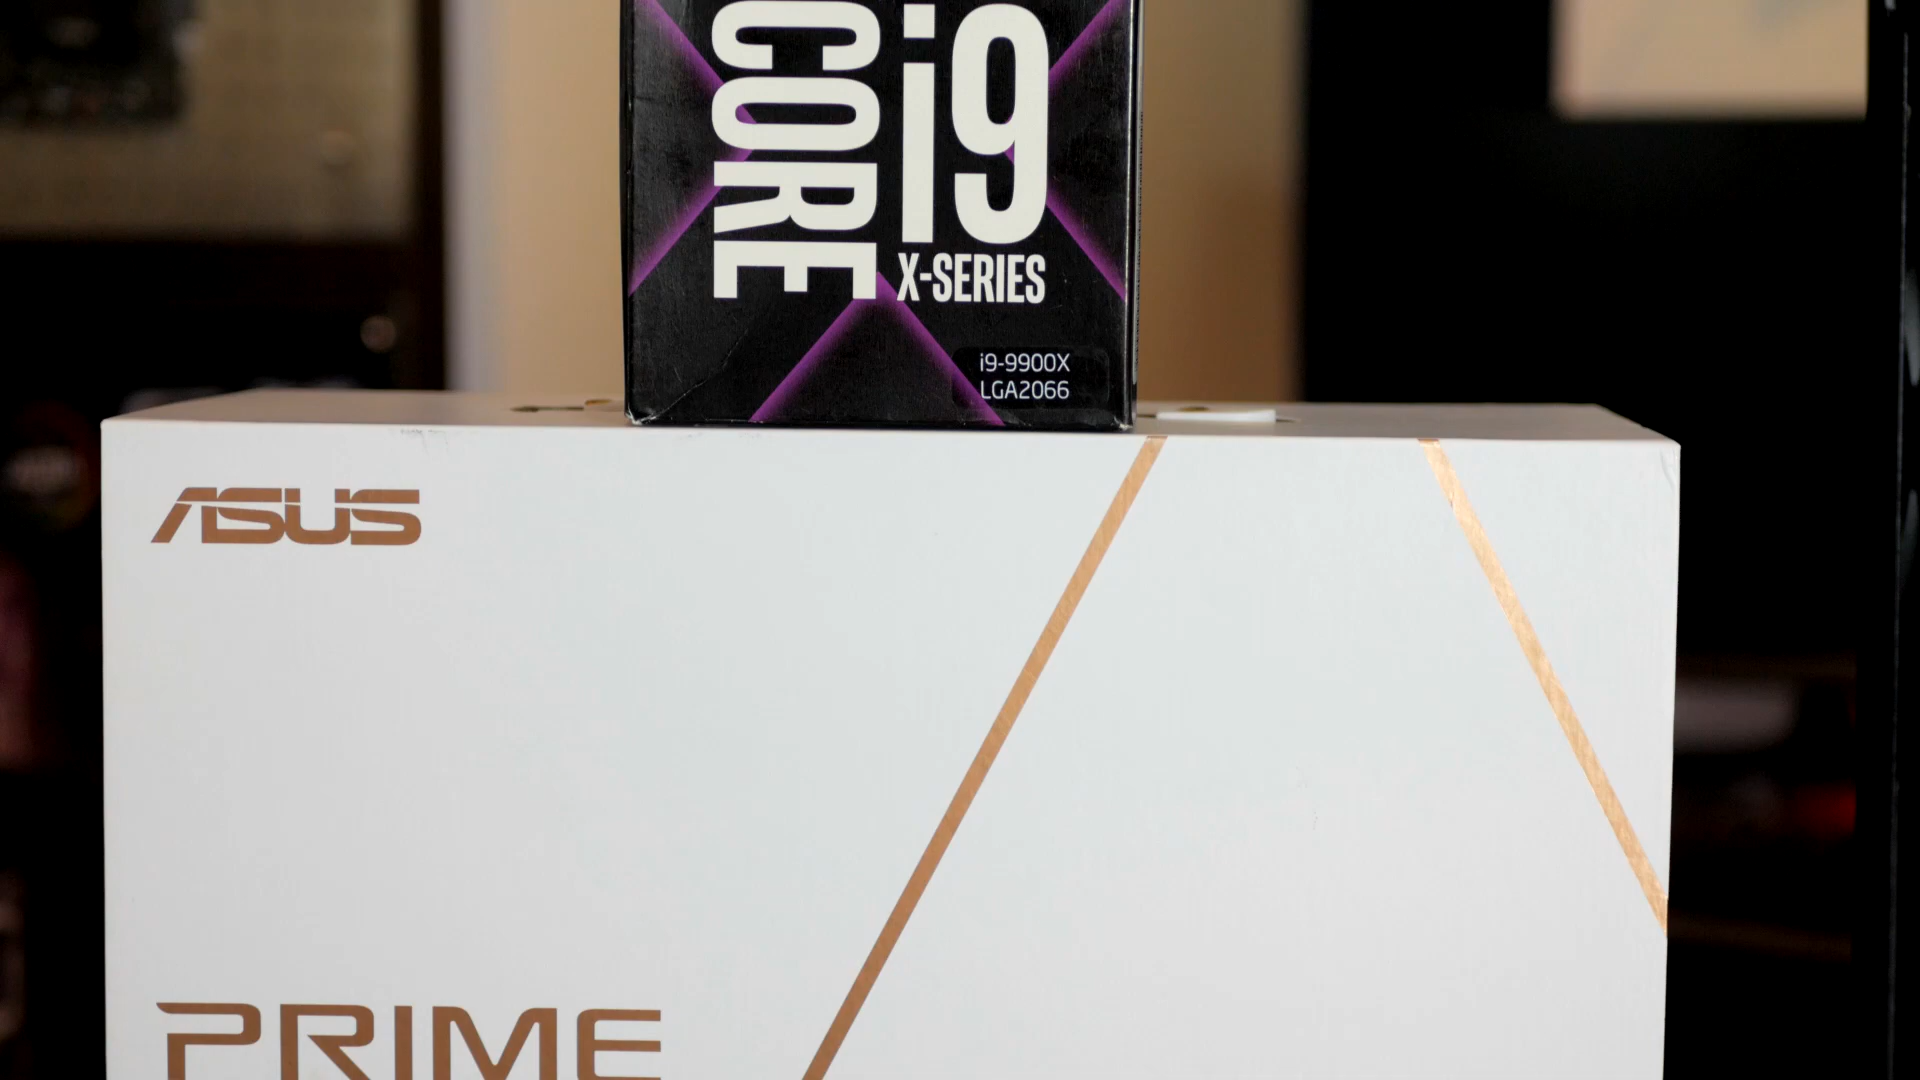 CORE
i9
X-SERIES
i9-9900X
LGA2066
ASUS
PRIME